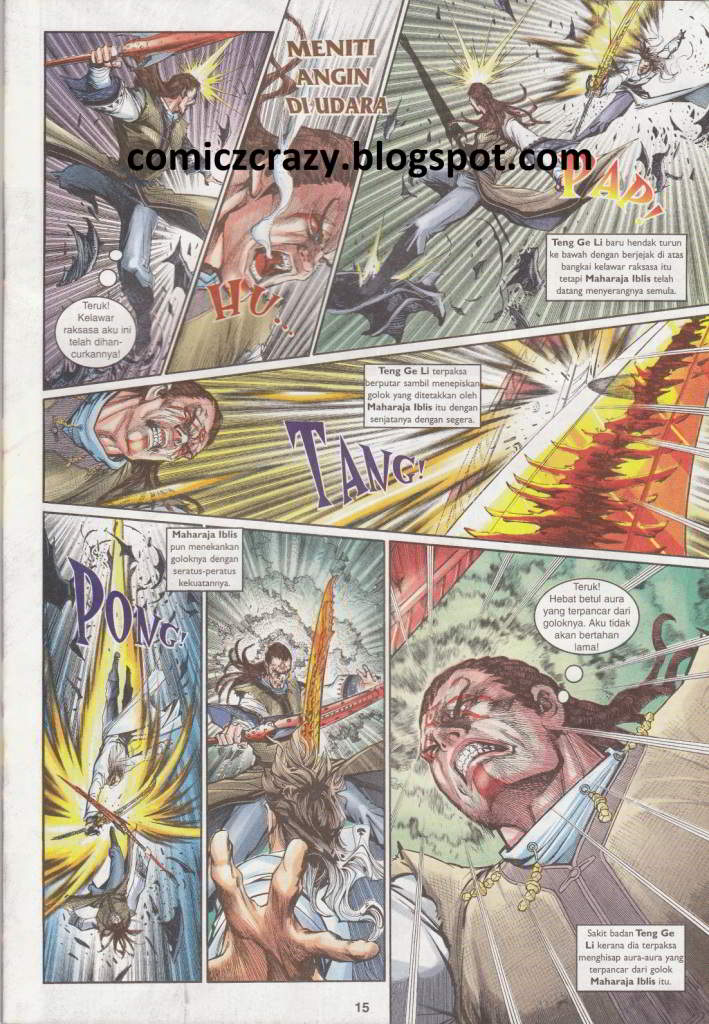 MENITI
ANGIN
DI UDARA
comiczcrazy.blogspot.com
PAP!
HU...
Teruk!
Kelawar
raksasa aku ini
telah dihan-
curkannya!
Teng Ge Li baru hendak turun
ke bawah dengan berjejak di atas
bangkai kelawar raksasa itu
tetapi Maharaja Iblis telah
datang menyerangnya semula.
Teng Ge Li terpaksa
berputar sambil menepiskan
golok yang ditetakkan oleh
Maharaja Iblis itu dengan
senjatanya dengan segera.
TANG!
Maharaja Iblis
pun menekankan
goloknya dengan
seratus-peratus
kekuatannya.
PONG!
Teruk!
Hebat betul aura
yang terpancar dari
goloknya. Aku tidak
akan bertahan
lama!
Sakit badan Teng Ge
Li kerana dia terpaksa
menghisap aura-aura yang
terpancar dari golok
Maharaja Iblis itu.
15